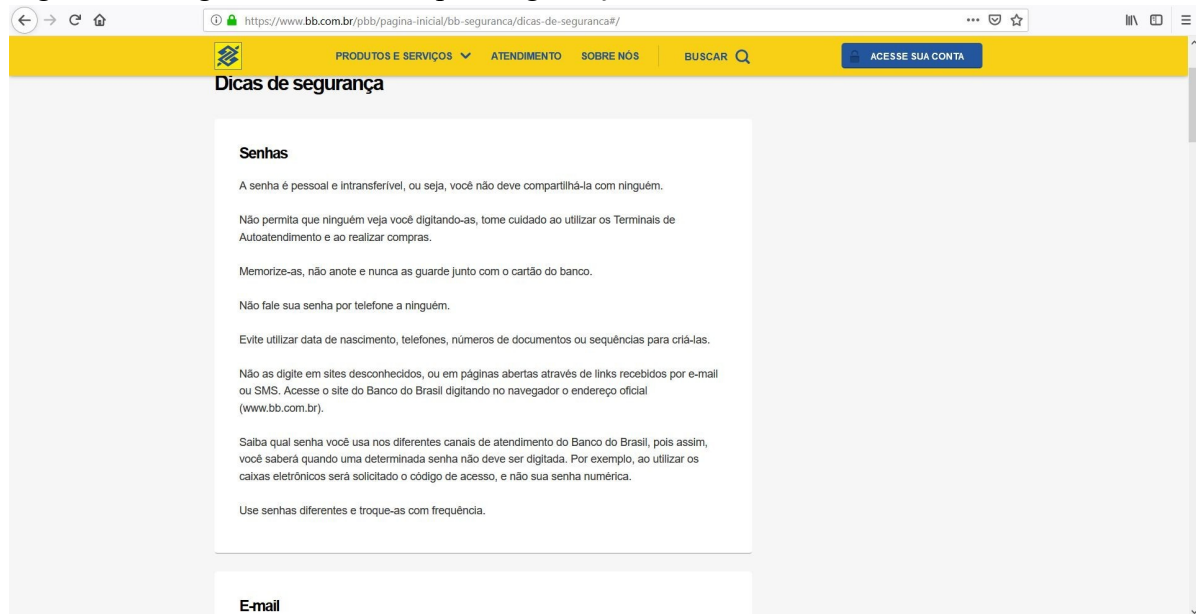 https://www.bb.com.br/pbb/pagina-inicial/bb-seguranca/dicas-de-seguranca#/
PRODUTOS E SERVIÇOS ATENDIMENTO SOBRE NÓS BUSCAR ACESSE SUA CONTA
Dicas de segurança
Senhas
A senha é pessoal e intransferível, ou seja, você não deve compartilhá-la com ninguém.
Não permita que ninguém veja você digitando-as, tome cuidado ao utilizar os Terminais de
Autoatendimento e ao realizar compras.
Memorize-as, não anote e nunca as guarde junto com o cartão do banco.
Não fale sua senha por telefone a ninguém.
Evite utilizar data de nascimento, telefones, números de documentos ou sequências para criá-las.
Não as digite em sites desconhecidos, ou em páginas abertas através de links recebidos por e-mail
ou SMS. Acesse o site do Banco do Brasil digitando no navegador o endereço oficial
(www.bb.com.br).
Saiba qual senha você usa nos diferentes canais de atendimento do Banco do Brasil, pois assim,
você saberá quando uma determinada senha não deve ser digitada. Por exemplo, ao utilizar os
caixas eletrônicos será solicitado o código de acesso, e não sua senha numérica.
Use senhas diferentes e troque-as com frequência.
E-mail